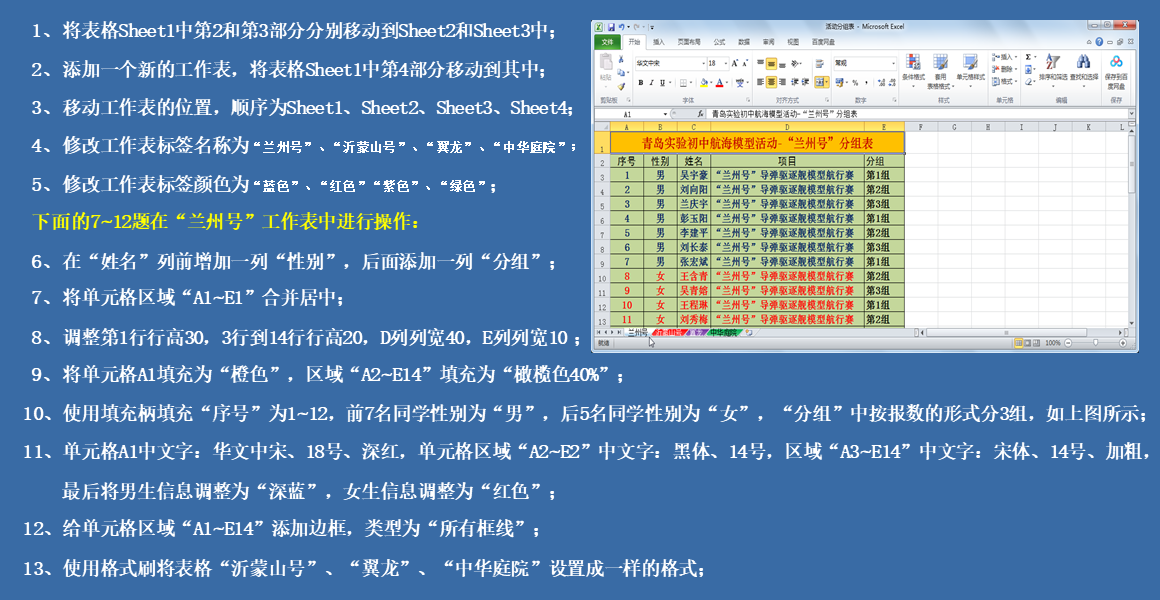 1、将表格Sheet1中第2和第3部分分别移动到Sheet2和Sheet3中；
2、添加一个新的工作表，将表格Sheet1中第4部分移动到其中；
3、移动工作表的位置，顺序为Sheet1、Sheet2、Sheet3、Sheet4；
4、修改工作表标签名称为“兰州号”、“沂蒙山号”、“翼龙”、“中华庭院”；
5、修改工作表标签颜色为“蓝色”、“红色”“紫色”、“绿色”；
下面的7~12题在“兰州号”工作表中进行操作：
6、在“姓名”列前增加一列“性别”，后面添加一列“分组”；
7、将单元格区域“A1~E1”合并居中；
8、调整第1行行高30，3行到14行行高20，D列列宽40，E列列宽10；
9、将单元格A1填充为“橙色”，区域“A2~E14”填充为“橄榄色40%”；
10、使用填充柄填充“序号”为1~12，前7名同学性别为“男”，后5名同学性别为“女”，“分组”中按报数的形式分3组，如上图所示；
11、单元格A1中文字：华文中宋、18号、深红，单元格区域“A2~E2”中文字：黑体、14号，区域“A3~E14”中文字：宋体、14号、加粗，
最后将男生信息调整为“深蓝”，女生信息调整为“红色”；
12、给单元格区域“A1~E14”添加边框，类型为“所有框线”；
13、使用格式刷将表格“沂蒙山号”、“翼龙”、“中华庭院”设置成一样的格式；
活动分组表 - Microsoft Excel
文件 开始 插入 页面布局 公式 数据 审阅 视图 百度网盘
粘贴 华文中宋 18 常规 条件格式 套用表格格式 单元格样式 插入 删除 格式 排序和筛选 查找和选择 保存到百度网盘
剪贴板 字体 对齐方式 数字 样式 单元格 编辑 保存
A1 fx 青岛实验初中航海模型活动-“兰州号”分组表
A B C D E F G H I J K L
1 青岛实验初中航海模型活动-“兰州号”分组表
2 序号 性别 姓名 项目 分组
3 1 男 吴宇豪 “兰州号”导弹驱逐舰模型航行赛 第1组
4 2 男 刘向阳 “兰州号”导弹驱逐舰模型航行赛 第2组
5 3 男 兰庆宇 “兰州号”导弹驱逐舰模型航行赛 第3组
6 4 男 彭玉阳 “兰州号”导弹驱逐舰模型航行赛 第1组
7 5 男 李建平 “兰州号”导弹驱逐舰模型航行赛 第2组
8 6 男 刘长泰 “兰州号”导弹驱逐舰模型航行赛 第3组
9 7 男 张宏斌 “兰州号”导弹驱逐舰模型航行赛 第1组
10 8 女 王含青 “兰州号”导弹驱逐舰模型航行赛 第2组
11 9 女 吴青嫆 “兰州号”导弹驱逐舰模型航行赛 第3组
12 10 女 王程琳 “兰州号”导弹驱逐舰模型航行赛 第1组
13 11 女 刘秀梅 “兰州号”导弹驱逐舰模型航行赛 第2组
兰州号 中华庭院
就绪 100%